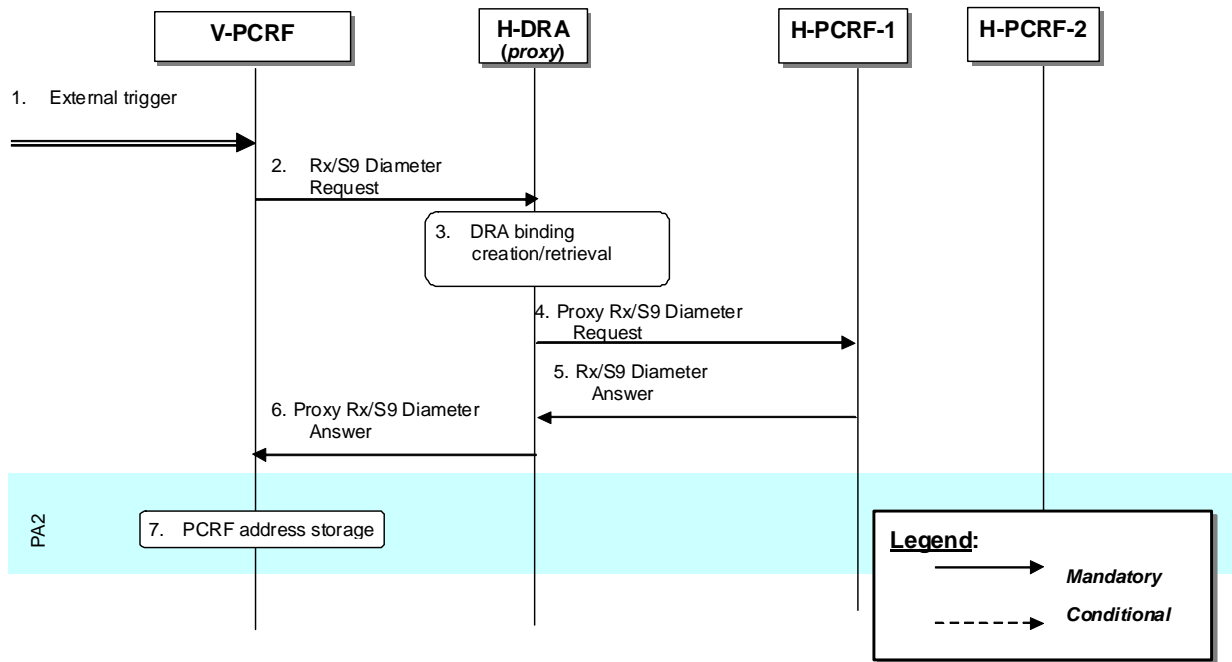 V-PCRF
H-DRA
(proxy)
H-PCRF-1
H-PCRF-2
1. External trigger
2. Rx/S9 Diameter
Request
3. DRA binding
creation/retrieval
4. Proxy Rx/S9 Diameter
Request
5. Rx/S9 Diameter
Answer
6. Proxy Rx/S9 Diameter
Answer
PA2
7. PCRF address storage
Legend:
Mandatory
Conditional